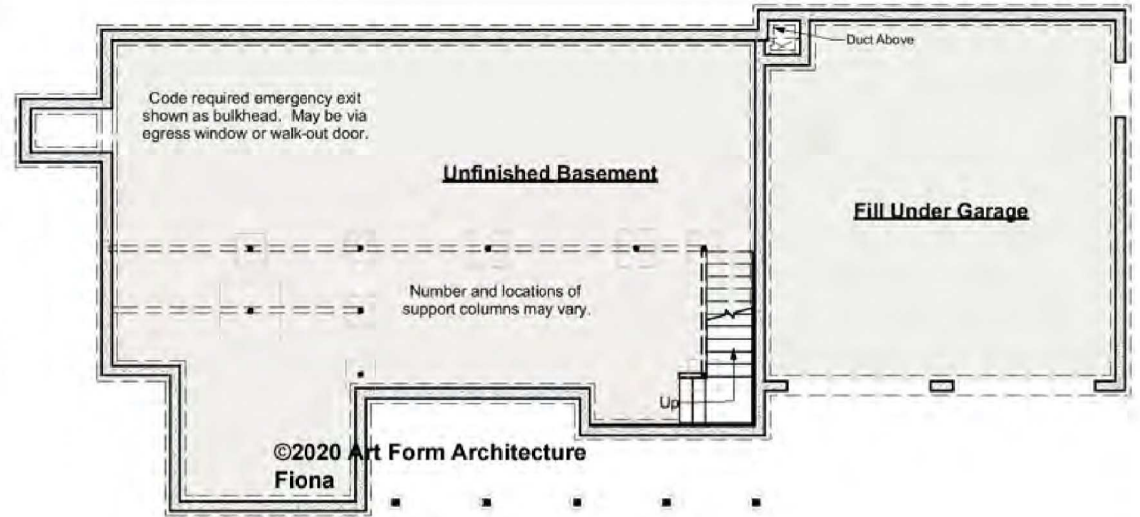 Duct Above
Code required emergency exit
shown as bulkhead. May be via
egress window or walk-out door.
Unfinished Basement
Fill Under Garage
Number and locations of
support columns may vary.
Up
©2020 Art Form Architecture
Fiona